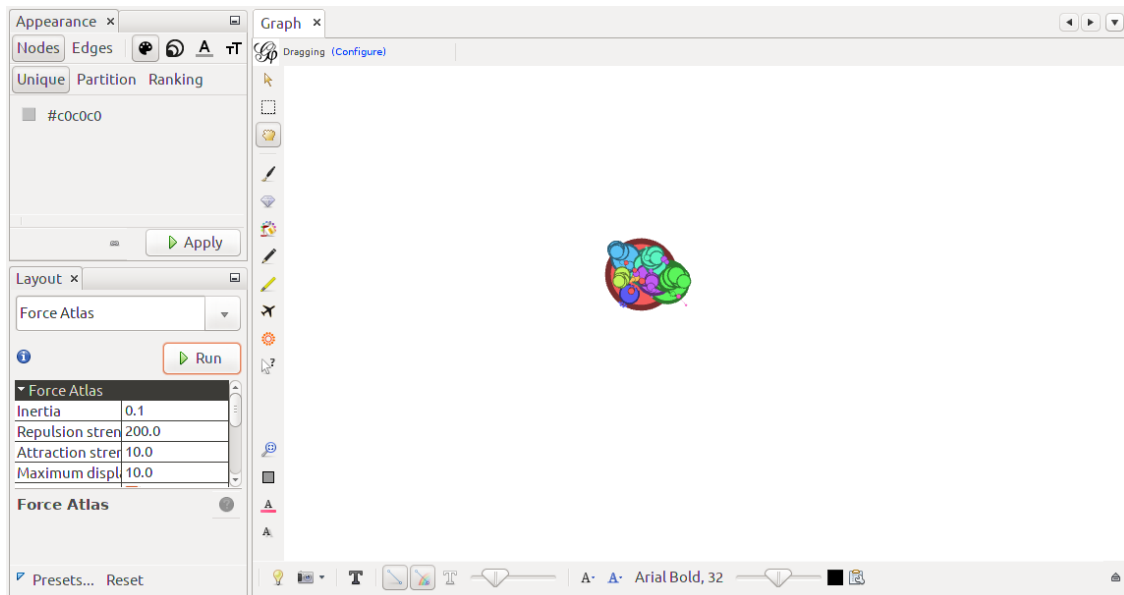 Appearance ×
Nodes Edges A тT
Unique Partition Ranking
#c0c0c0
Apply
Layout ×
Force Atlas
Run
Force Atlas
Inertia 0.1
Repulsion stren 200.0
Attraction stren 10.0
Maximum displa 10.0
Force Atlas
Presets... Reset
Graph ×
Dragging (Configure)
A
A
T T A- A- Arial Bold, 32